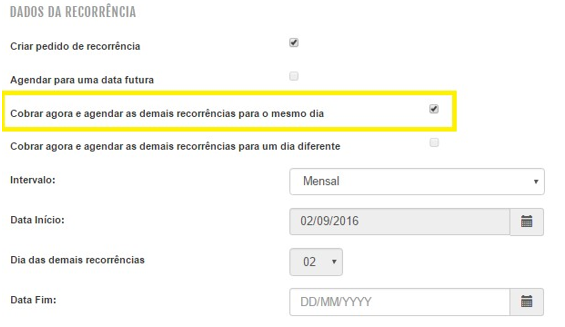 DADOS DA RECORRÊNCIA
Criar pedido de recorrência
Agendar para uma data futura
Cobrar agora e agendar as demais recorrências para o mesmo dia
Cobrar agora e agendar as demais recorrências para um dia diferente
Intervalo: Mensal
Data Início: 02/09/2016
Dia das demais recorrências 02
Data Fim: DD/MM/YYYY